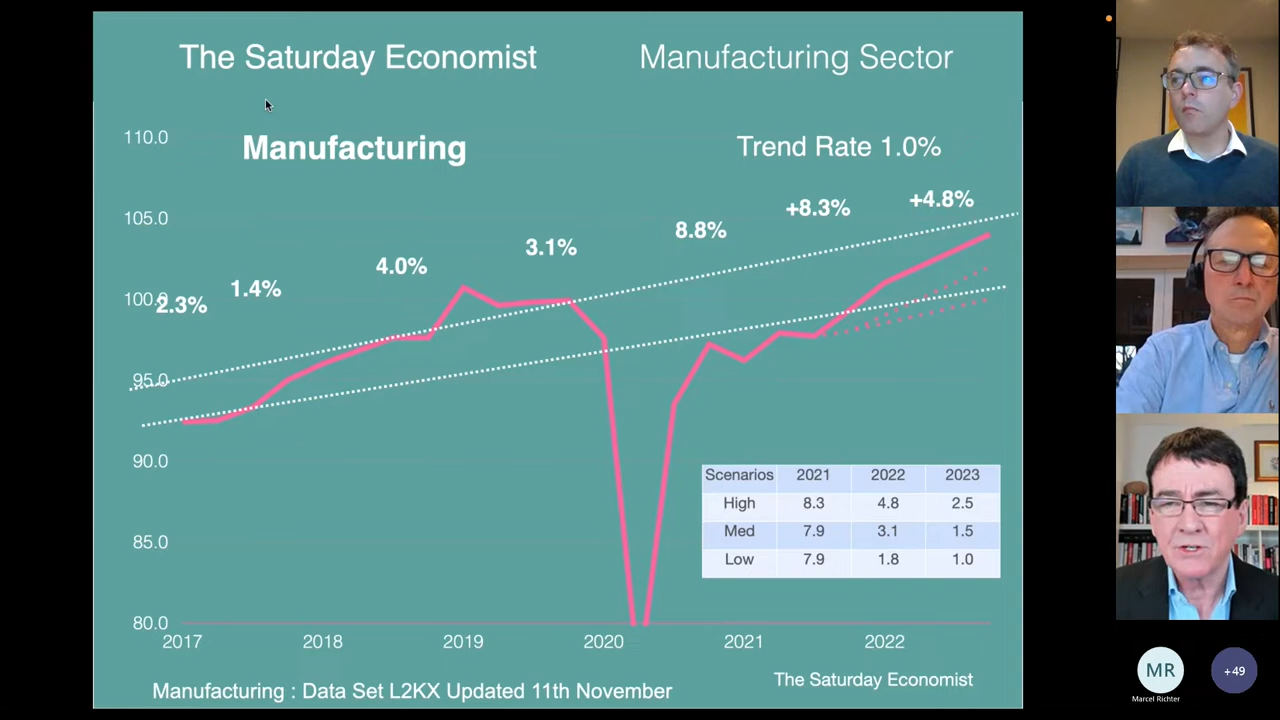 The Saturday Economist
Manufacturing Sector
Manufacturing
Trend Rate 1.0%
110.0
105.0
100.0
95.0
90.0
85.0
80.0
2.3%
1.4%
4.0%
3.1%
8.8%
+8.3%
+4.8%
Scenarios 2021 2022 2023
High 8.3 4.8 2.5
Med 7.9 3.1 1.5
Low 7.9 1.8 1.0
2017 2018 2019 2020 2021 2022
Manufacturing : Data Set L2KX Updated 11th November
The Saturday Economist
MR
Marcel Richter
+49